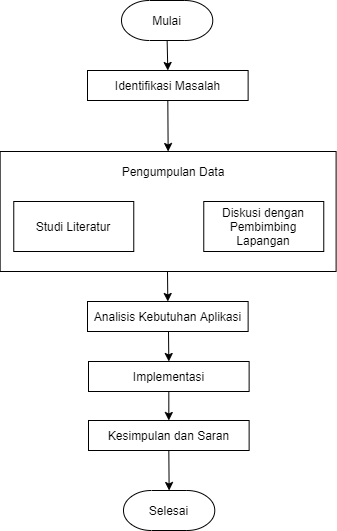 Mulai
Identifikasi Masalah
Pengumpulan Data
Studi Literatur
Diskusi dengan
Pembimbing
Lapangan
Analisis Kebutuhan Aplikasi
Implementasi
Kesimpulan dan Saran
Selesai